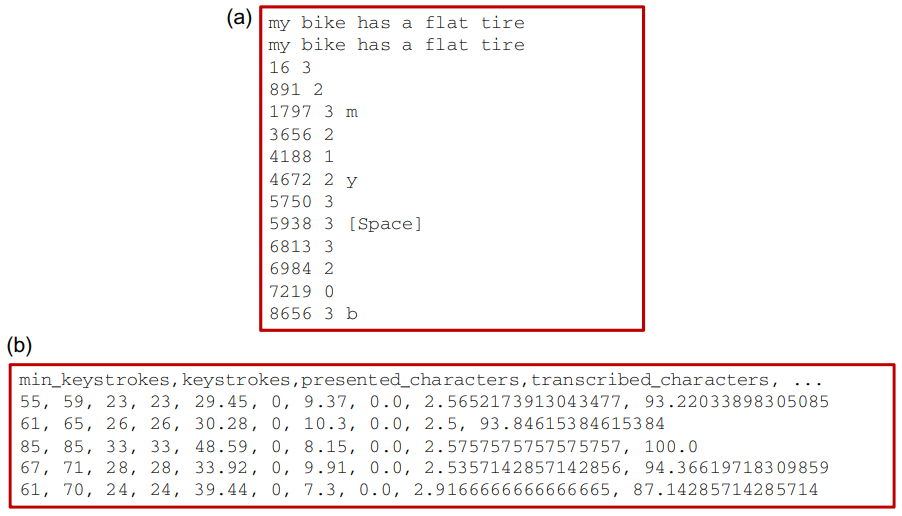 (a)
my bike has a flat tire
my bike has a flat tire
16 3
891 2
1797 3 m
3656 2
4188 1
4672 2 y
5750 3
5938 3 [Space]
6813 3
6984 2
7219 0
8656 3 b
(b)
min_keystrokes,keystrokes,presented_characters,transcribed_characters, ...
55, 59, 23, 23, 29.45, 0, 9.37, 0.0, 2.5652173913043477, 93.22033898305085
61, 65, 26, 26, 30.28, 0, 10.3, 0.0, 2.5, 93.84615384615384
85, 85, 33, 33, 48.59, 0, 8.15, 0.0, 2.5757575757575757, 100.0
67, 71, 28, 28, 33.92, 0, 9.91, 0.0, 2.5357142857142856, 94.36619718309859
61, 70, 24, 24, 39.44, 0, 7.3, 0.0, 2.9166666666666665, 87.14285714285714